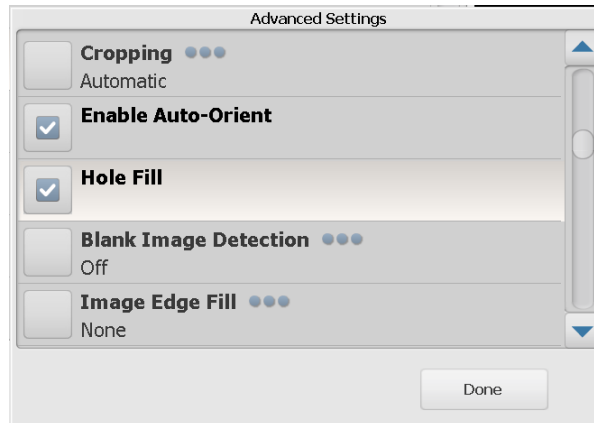 Advanced Settings
Cropping
Automatic
Enable Auto-Orient
Hole Fill
Blank Image Detection
Off
Image Edge Fill
None
Done